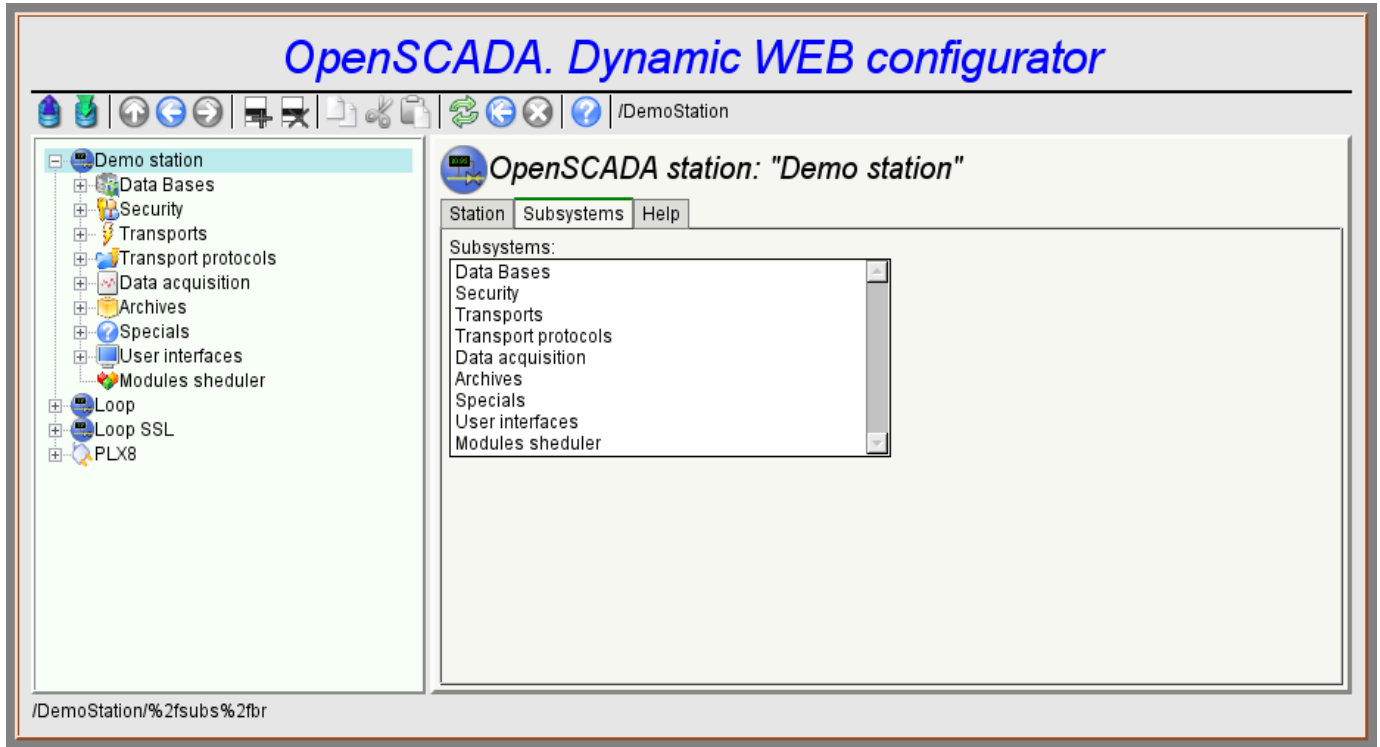 OpenSCADA. Dynamic WEB configurator
/DemoStation
Demo station
Data Bases
Security
Transports
Transport protocols
Data acquisition
Archives
Specials
User interfaces
Modules sheduler
Loop
Loop SSL
PLX8
OpenSCADA station: "Demo station"
Station Subsystems Help
Subsystems:
Data Bases
Security
Transports
Transport protocols
Data acquisition
Archives
Specials
User interfaces
Modules sheduler
/DemoStation/%2fsubs%2fbr